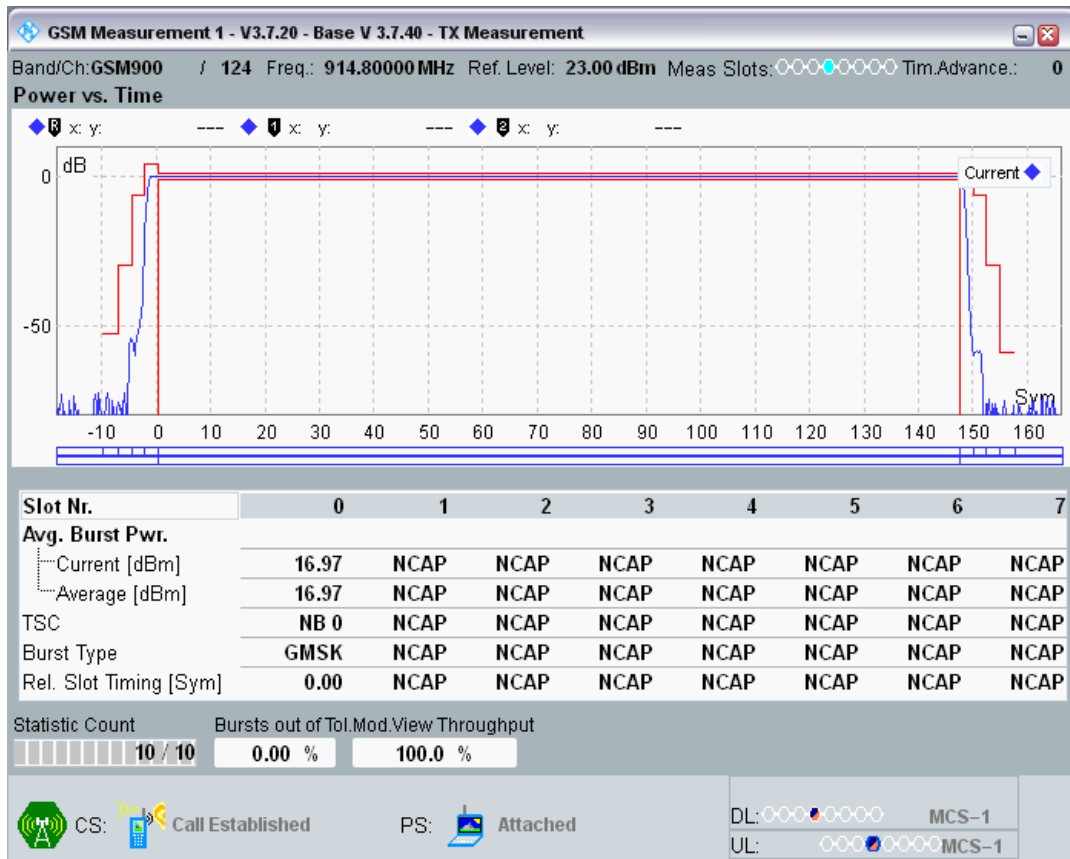 GSM Measurement 1 - V3.7.20 - Base V 3.7.40 - TX Measurement
Band/Ch:GSM900 / 124 Freq.: 914.80000 MHz Ref. Level: 23.00 dBm Meas Slots: Tim.Advance.: 0
Power vs. Time
R x: y: --- 1 x: y: --- 2 x: y: ---
dB
Current
0
-50
Sym
-10 0 10 20 30 40 50 60 70 80 90 100 110 120 130 140 150 160
Slot Nr. 0 1 2 3 4 5 6 7
Avg. Burst Pwr.
Current [dBm] 16.97 NCAP NCAP NCAP NCAP NCAP NCAP NCAP
Average [dBm] 16.97 NCAP NCAP NCAP NCAP NCAP NCAP NCAP
TSC NB 0 NCAP NCAP NCAP NCAP NCAP NCAP NCAP
Burst Type GMSK NCAP NCAP NCAP NCAP NCAP NCAP NCAP
Rel. Slot Timing [Sym] 0.00 NCAP NCAP NCAP NCAP NCAP NCAP NCAP
Statistic Count Bursts out of Tol.Mod.View Throughput
10 / 10 0.00 % 100.0 %
CS: Call Established PS: Attached
DL: MCS-1
UL: MCS-1